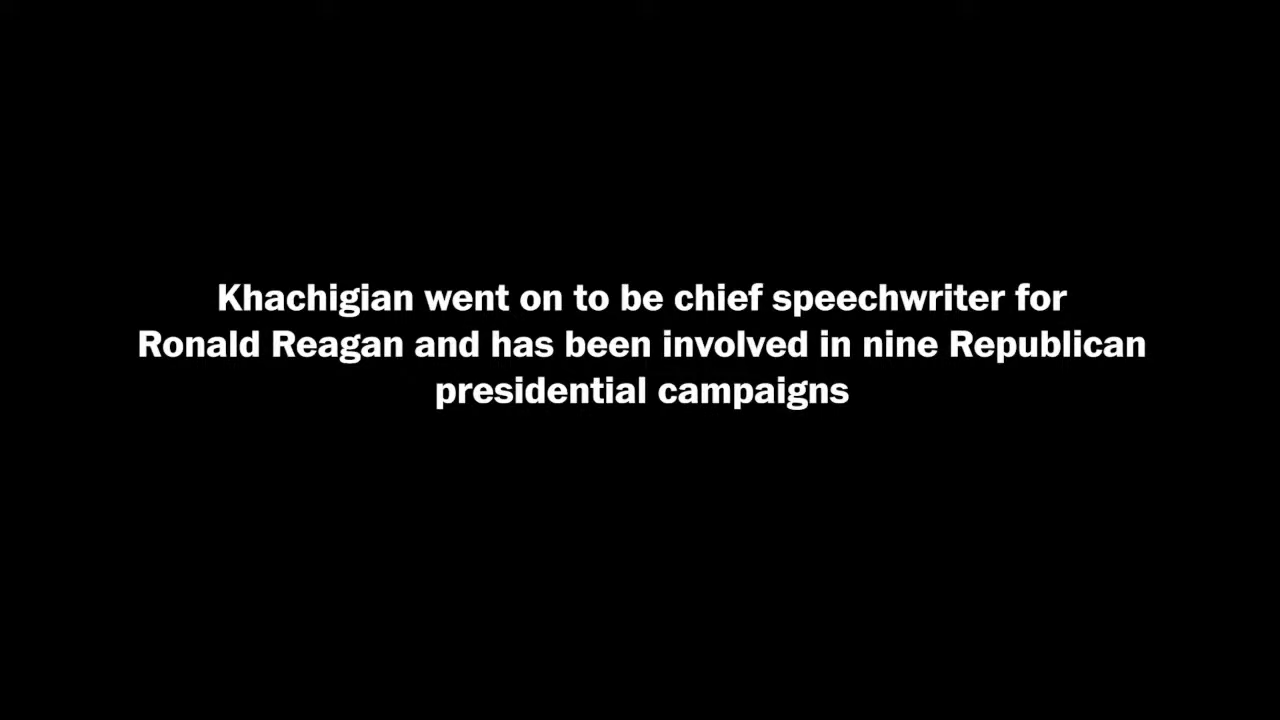 Khachigian went on to be chief speechwriter for
Ronald Reagan and has been involved in nine Republican
presidential campaigns